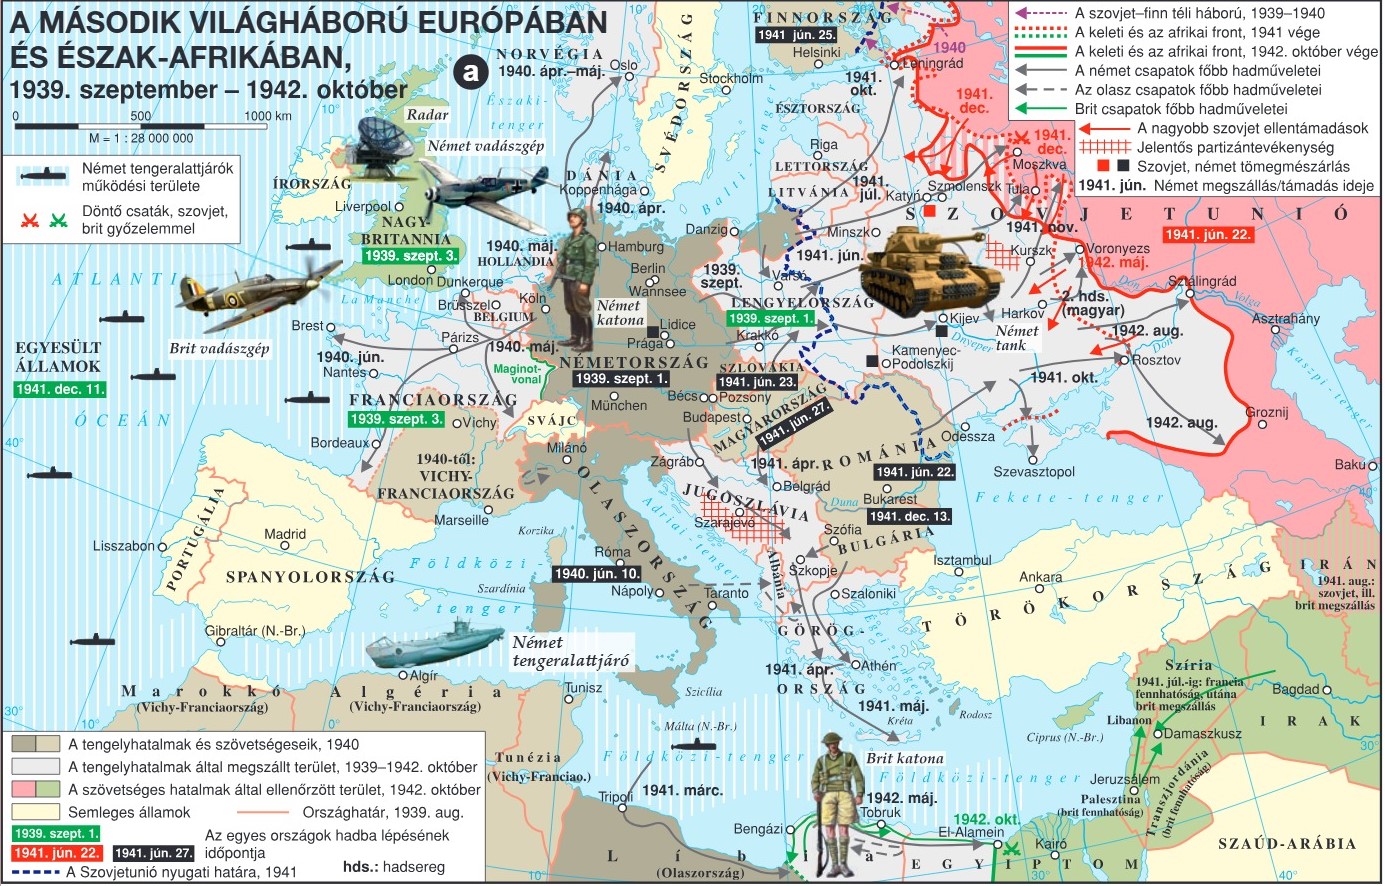 A MÁSODIK VILÁGHÁBORÚ EURÓPÁBAN
ÉS ÉSZAK-AFRIKÁBAN,
1939. szeptember – 1942. október
0 500 1000 km
M = 1 : 28 000 000
Német tengeralattjárók
működési területe
Döntő csaták, szovjet,
brit győzelemmel
a
A szovjet–finn téli háború, 1939–1940
A keleti és az afrikai front, 1941 vége
A keleti és az afrikai front, 1942. október vége
A német csapatok főbb hadműveletei
Az olasz csapatok főbb hadműveletei
Brit csapatok főbb hadműveletei
A nagyobb szovjet ellentámadások
Jelentős partizántevékenység
Szovjet, német tömegmészárlás
1941. jún. Német megszállás/támadás ideje
NORVÉGIA
1940. ápr.–máj.
Oslo
10°
SVÉDORSZÁG
Stockholm
FINNORSZÁG
1941 jún. 25.
Helsinki
30°
1940
Leningrád
1941.
okt.
ÉSZTORSZÁG
1941.
dec.
1941.
dec.
Moszkva
Riga
LETTORSZÁG
LITVÁNIA
1941.
júl.
Katyń
Szmolenszk
Tula
SZOVJETUNIÓ
1941. jún. 22.
1941. nov.
Minszk
1941. jún.
Kurszk
Voronyezs
1942. máj.
Don
Sztálingrád
Volga
Asztrahány
Kaszpi-tenger
Radar
Német vadászgép
Északi-
tenger
10°
0°
ÍRORSZÁG
Liverpool
NAGY-
BRITANNIA
1939. szept. 3.
London
La Manche
DÁNIA
Koppenhága
1940. ápr.
Balti-tenger
Danzig
1940. máj.
HOLLANDIA
Hamburg
Berlin
Wannsee
Dunkerque
Brüsszel
BELGIUM
Köln
1940. máj.
Német
katona
Lidice
Prága
1939.
szept.
Varsó
LENGYELORSZÁG
1939. szept. 1.
Krakkó
Kijev
Dnyeper
Kamenyec-
Podolszkij
Harkov
2. hds.
(magyar)
Német
tank
1942. aug.
Don
Rosztov
1941. okt.
1942. aug.
Groznij
Baku
40°
ATLANTI
ÓCEÁN
Brit vadászgép
EGYESÜLT
ÁLLAMOK
1941. dec. 11.
Brest
Párizs
1940. jún.
Nantes
Maginot-
vonal
FRANCIAORSZÁG
1939. szept. 3.
Vichy
Bordeaux
NÉMETORSZÁG
1939. szept. 1.
München
SVÁJC
SZLOVÁKIA
1941. jún. 23.
Bécs
Pozsony
Budapest
MAGYARORSZÁG
1941. jún. 27.
1940-től:
VICHY-
FRANCIAORSZÁG
Marseille
Milánó
OLASZORSZÁG
Zágráb
1941. ápr.
Belgrád
JUGOSZLÁVIA
Szarajevó
Adriai-tenger
ROMÁNIA
1941. jún. 22.
Bukarest
1941. dec. 13.
Duna
Odessza
Szevasztopol
Fekete-tenger
40°
40°
Szófia
BULGÁRIA
Szkopje
Albánia
Isztambul
Ankara
TÖRÖKORSZÁG
IRÁN
1941. aug.:
szovjet, ill.
brit megszállás
PORTUGÁLIA
Lisszabon
Madrid
SPANYOLORSZÁG
Gibraltár (N.-Br.)
Korzika
Szardínia
Földközi-
tenger
Róma
1940. jún. 10.
Nápoly
Taranto
Szaloniki
GÖRÖG-
ORSZÁG
1941. ápr.
Athén
1941. máj.
Kréta
Rodosz
Német
tengeralattjáró
Algír
Marokkó
(Vichy-Franciaország)
Algéria
(Vichy-Franciaország)
Tunisz
Szicília
Málta (N.-Br.)
Tunézia
(Vichy-Franciao.)
Földközi-tenger
Földközi-tenger
Ciprus (N.-Br.)
Szíria
1941. júl.-ig: francia
fennhatóság, utána
brit megszállás
Libanon
Damaszkusz
Bagdad
IRAK
30°
Jeruzsálem
Palesztina
(brit fennhatóság)
Transzjordánia
(brit fennhatóság)
SZAÚD-ARÁBIA
Brit katona
1942. máj.
Tobruk
1942. okt.
El-Alamein
Kairó
EGYIPTOM
Tripoli
1941. márc.
Bengázi
Líbia
(Olaszország)
30°
10°
0°
10°
30°
40°
A tengelyhatalmak és szövetségeseik, 1940
A tengelyhatalmak által megszállt terület, 1939–1942. október
A szövetséges hatalmak által ellenőrzött terület, 1942. október
Semleges államok
Országhatár, 1939. aug.
1939. szept. 1.
1941. jún. 22.
1941. jún. 27.
Az egyes országok hadba lépésének
időpontja
A Szovjetunió nyugati határa, 1941
hds.: hadsereg